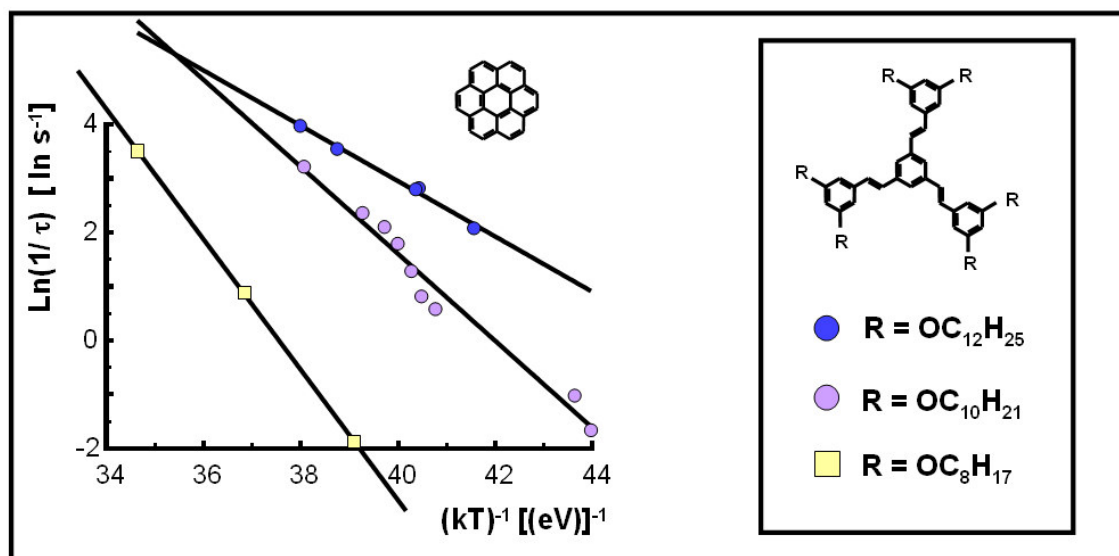 Ln(1/ τ) [ ln s⁻¹]
4
2
0
-2
34
36
38
40
42
44
(kT)⁻¹ [(eV)]⁻¹
R
R
R
R
R
R
R = OC₁₂H₂₅
R = OC₁₀H₂₁
R = OC₈H₁₇